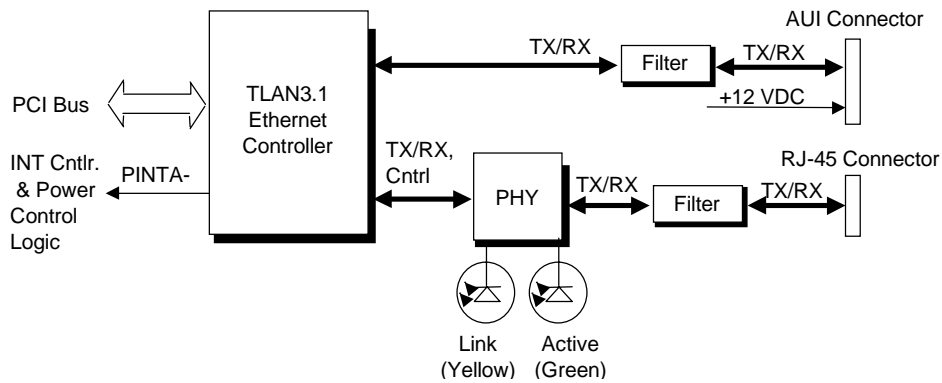 AUI Connector
TX/RX
Filter
TX/RX
+12 VDC
TLAN3.1
Ethernet
Controller
PCI Bus
INT Cntlr.
& Power
Control
Logic
PINTA-
TX/RX,
Cntrl
PHY
TX/RX
Filter
TX/RX
RJ-45 Connector
Link
(Yellow)
Active
(Green)